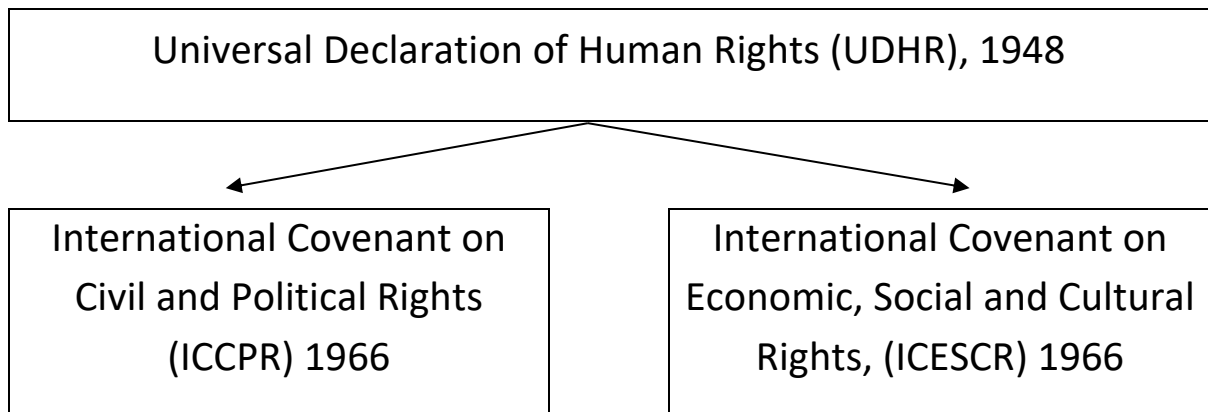 Universal Declaration of Human Rights (UDHR), 1948
International Covenant on
Civil and Political Rights
(ICCPR) 1966
International Covenant on
Economic, Social and Cultural
Rights, (ICESCR) 1966